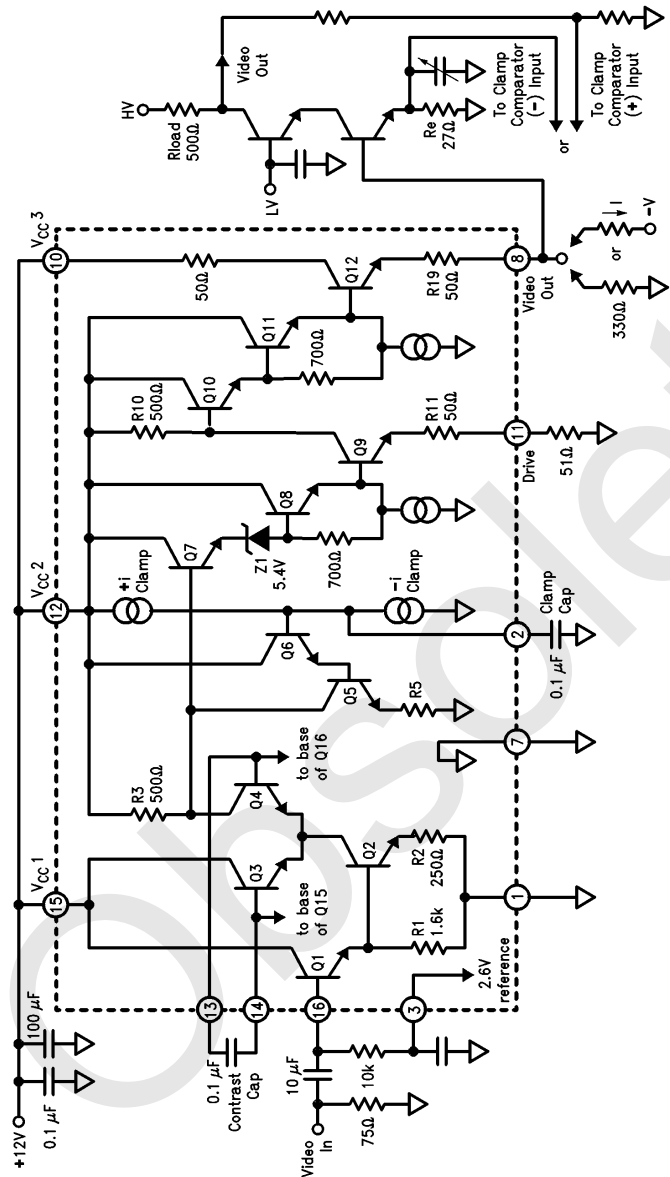 +12V
0.1 μF
100 μF
VCC 1
15
VCC 2
12
VCC 3
10
HV
Rload
500Ω
Video
Out
LV
Re
27Ω
To Clamp
Comparator
(−) Input
or
To Clamp
Comparator
(+) Input
R3
500Ω
+i
Clamp
−i
Clamp
Q7
Z1
5.4V
Q8
700Ω
R10
500Ω
Q10
Q11
700Ω
50Ω
Q12
R19
50Ω
Q9
R11
50Ω
Q6
Q5
R5
13
14
0.1 μF
Contrast
Cap
Q3
Q4
to base
of Q15
to base
of Q16
Q1
Q2
R1
1.6k
R2
250Ω
Video
In
75Ω
10 μF
16
10k
3
2.6V
reference
1
7
2
0.1 μF
Clamp
Cap
11
Drive
51Ω
8
Video
Out
330Ω
or
I
−V
Obsolet